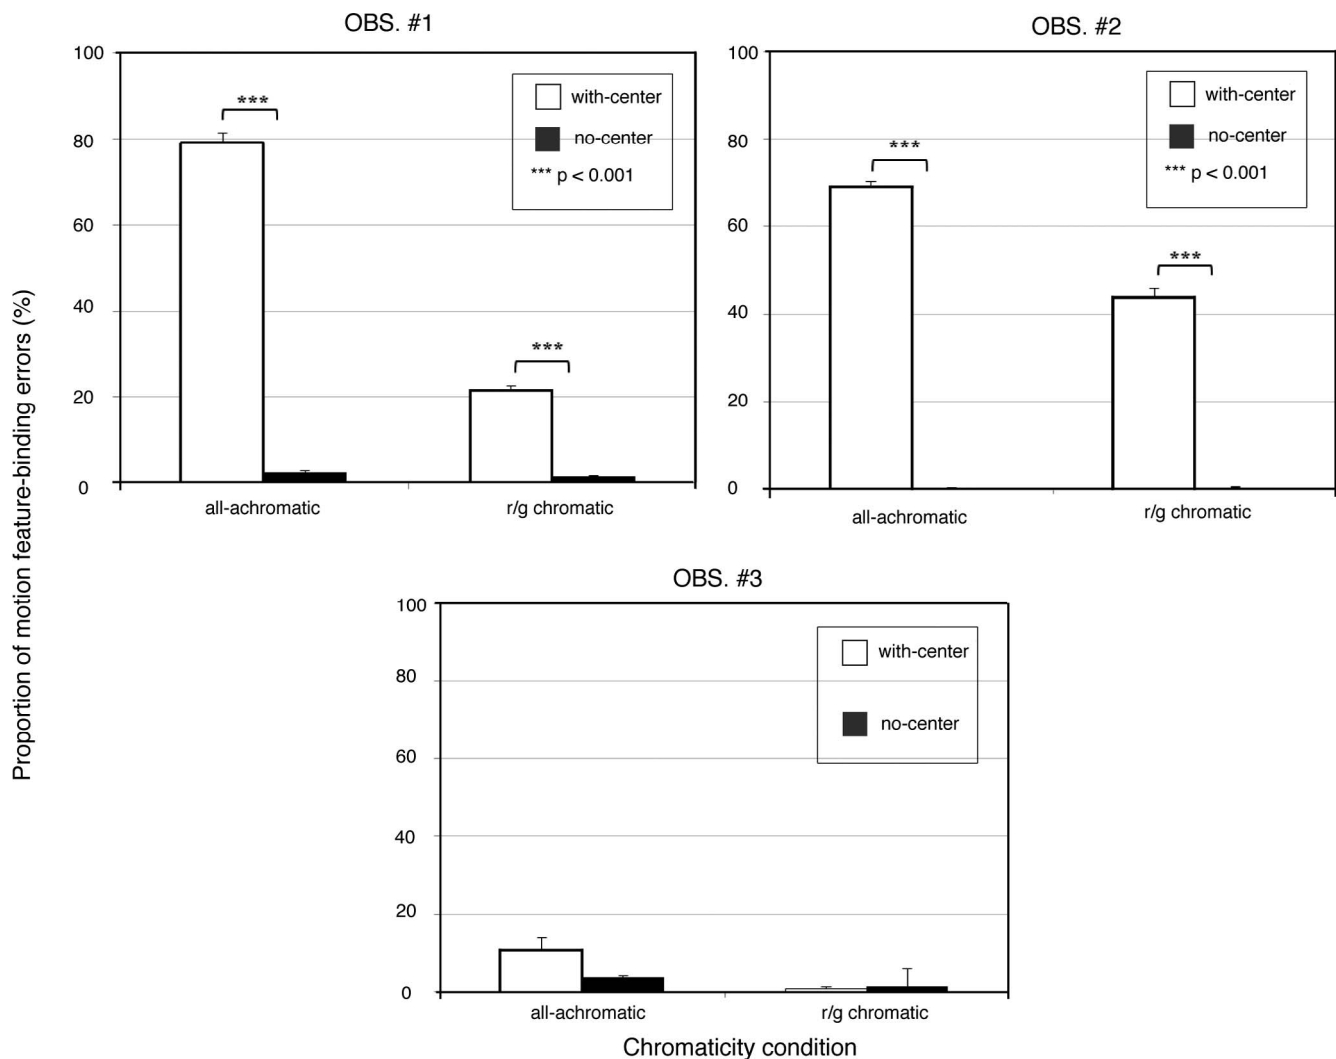 OBS. #1
100
80
60
40
20
0
***
***
with-center
no-center
*** p < 0.001
all-achromatic
r/g chromatic
OBS. #2
100
80
60
40
20
0
***
***
with-center
no-center
*** p < 0.001
all-achromatic
r/g chromatic
Proportion of motion feature-binding errors (%)
OBS. #3
100
80
60
40
20
0
with-center
no-center
all-achromatic
r/g chromatic
Chromaticity condition